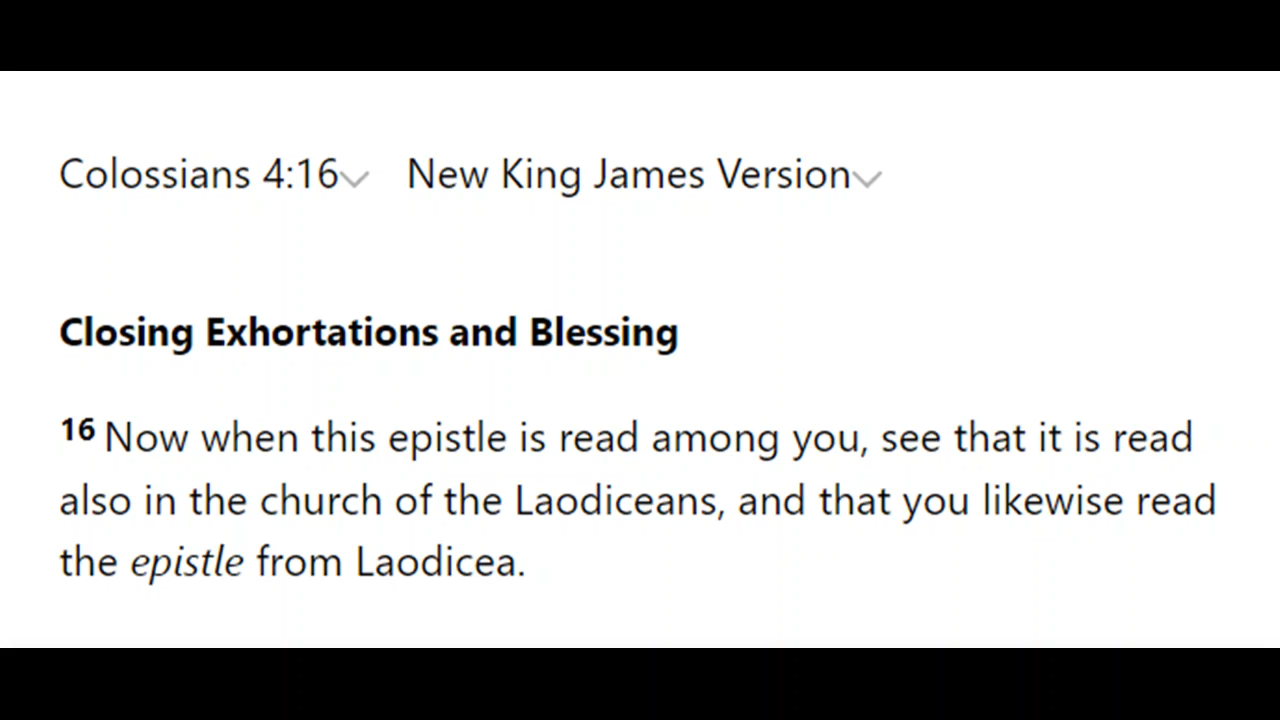 Colossians 4:16 New King James Version
Closing Exhortations and Blessing
16 Now when this epistle is read among you, see that it is read
also in the church of the Laodiceans, and that you likewise read
the epistle from Laodicea.